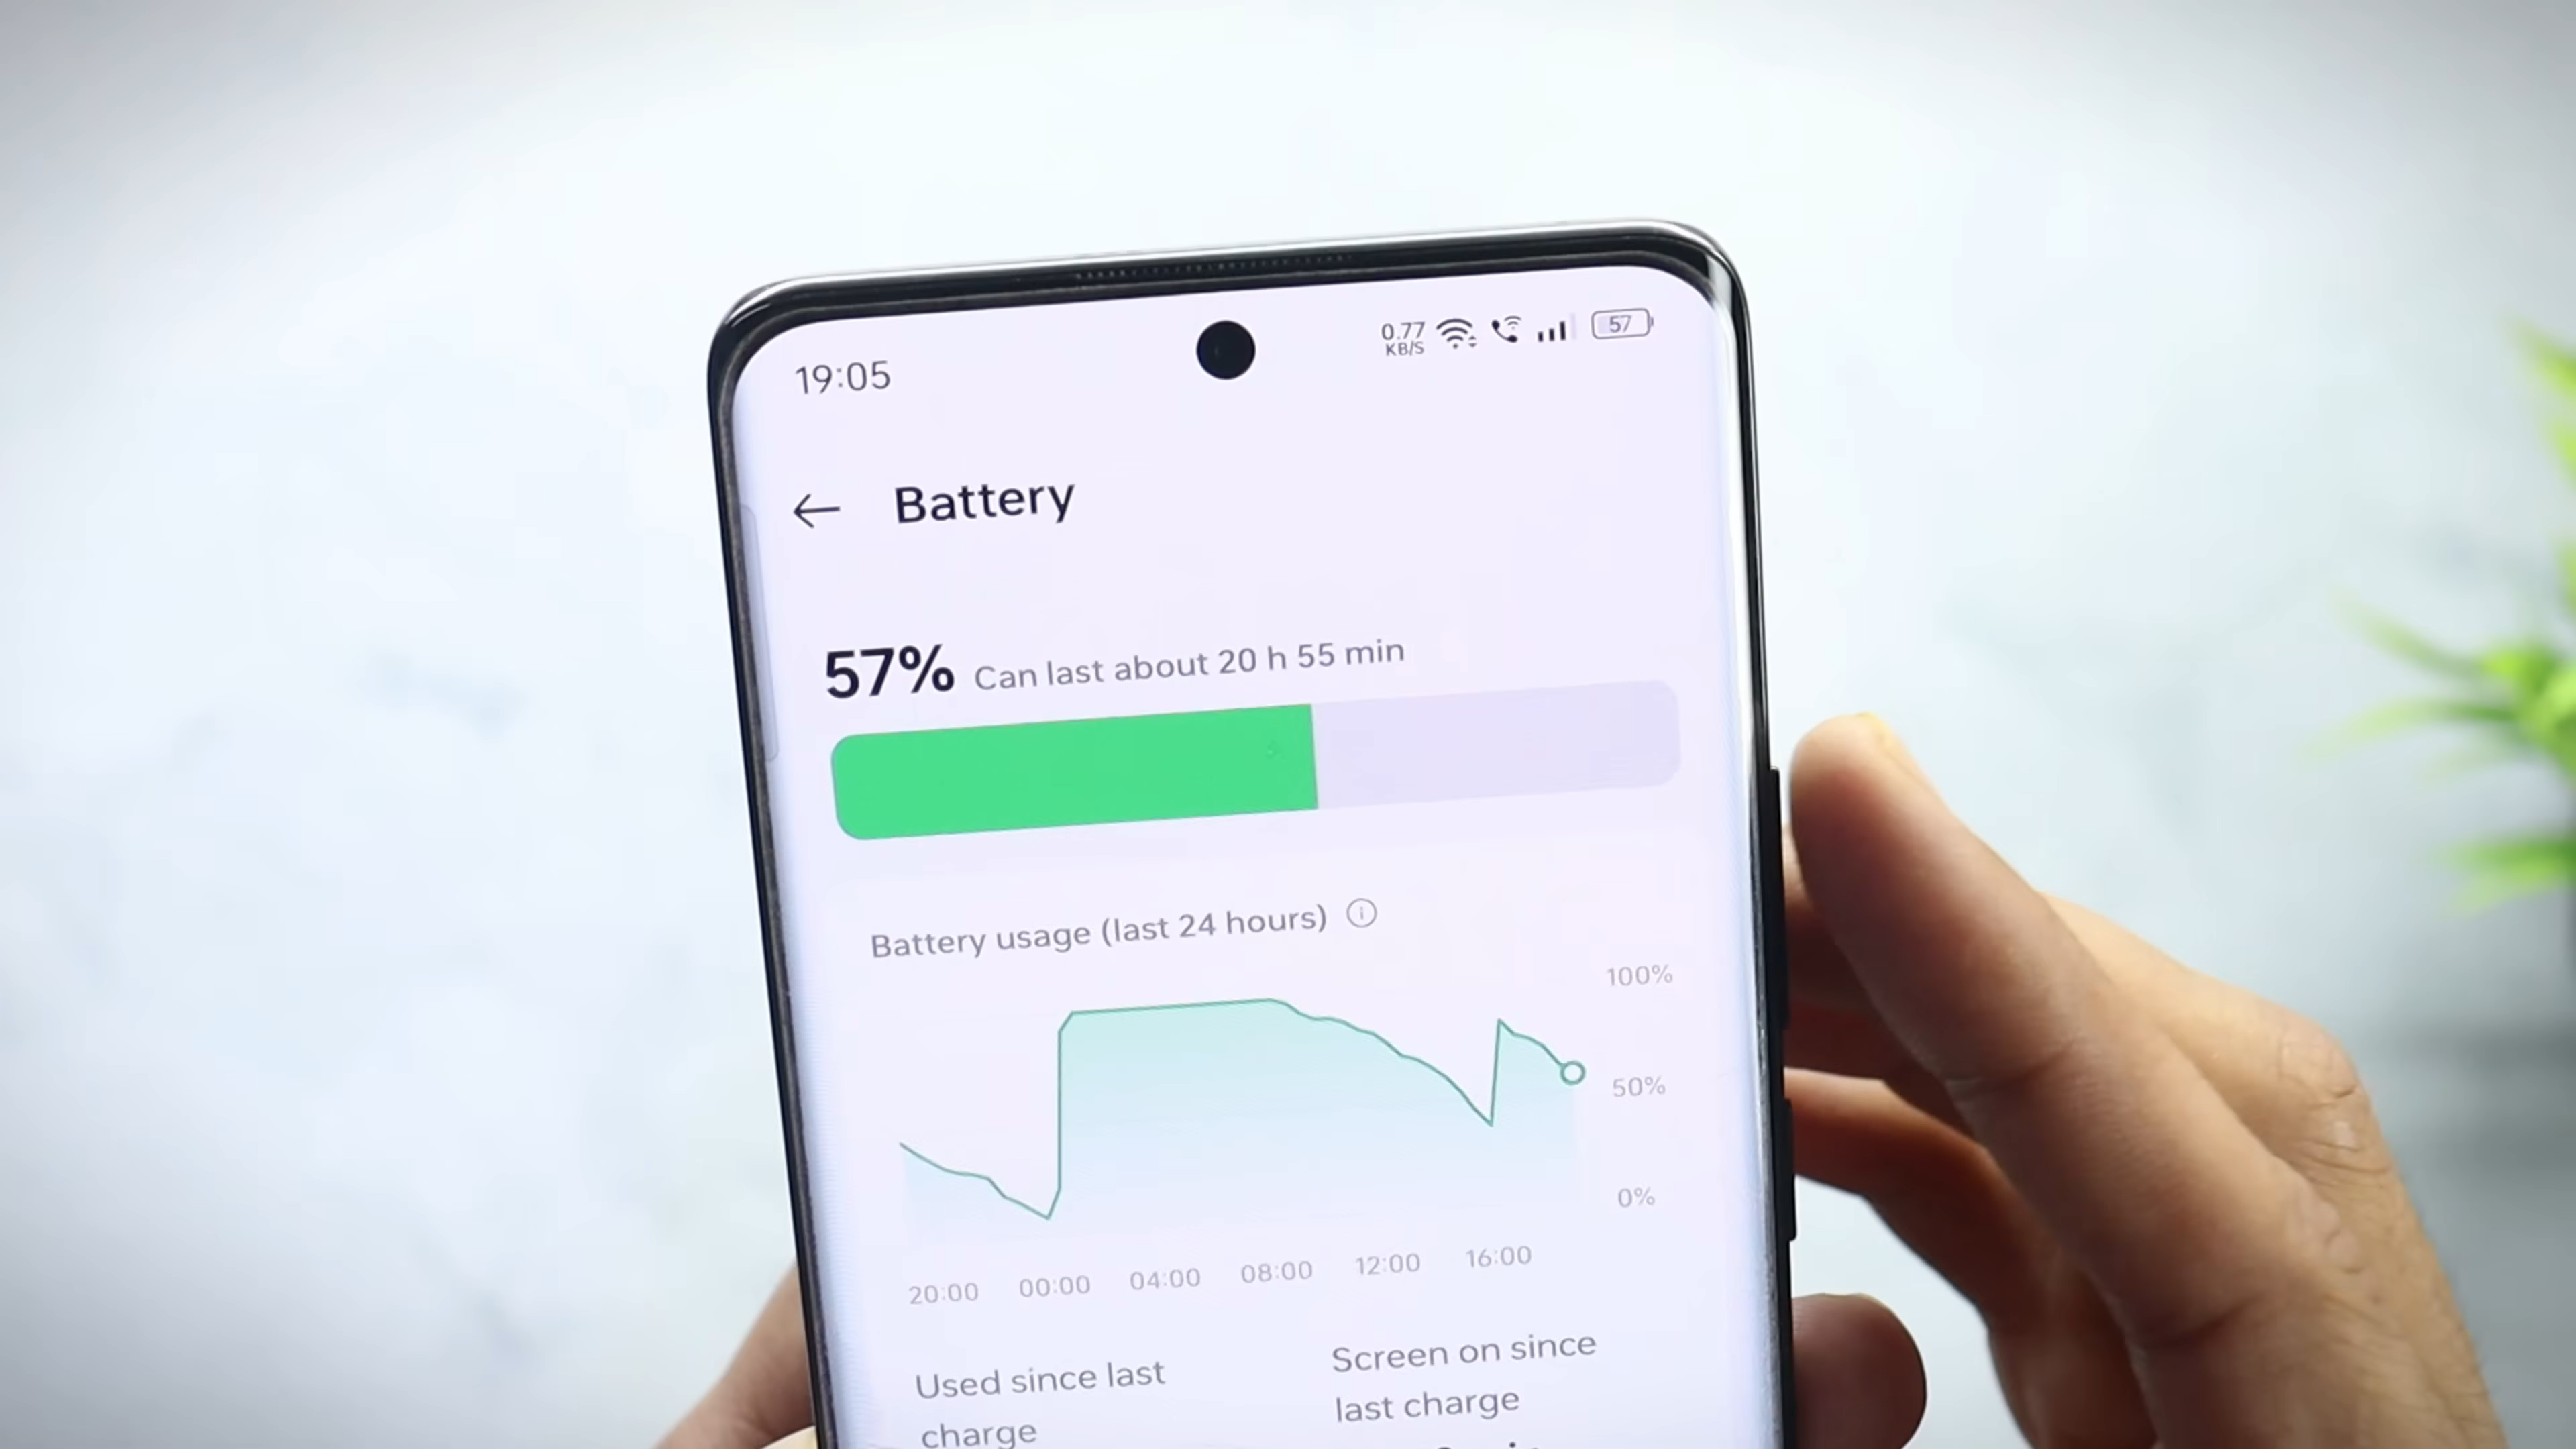 19:05
0.77
KB/S
57
Battery
57% Can last about 20 h 55 min
Battery usage (last 24 hours)
100%
50%
0%
20:00 00:00 04:00 08:00 12:00 16:00
Used since last
charge
Screen on since
last charge